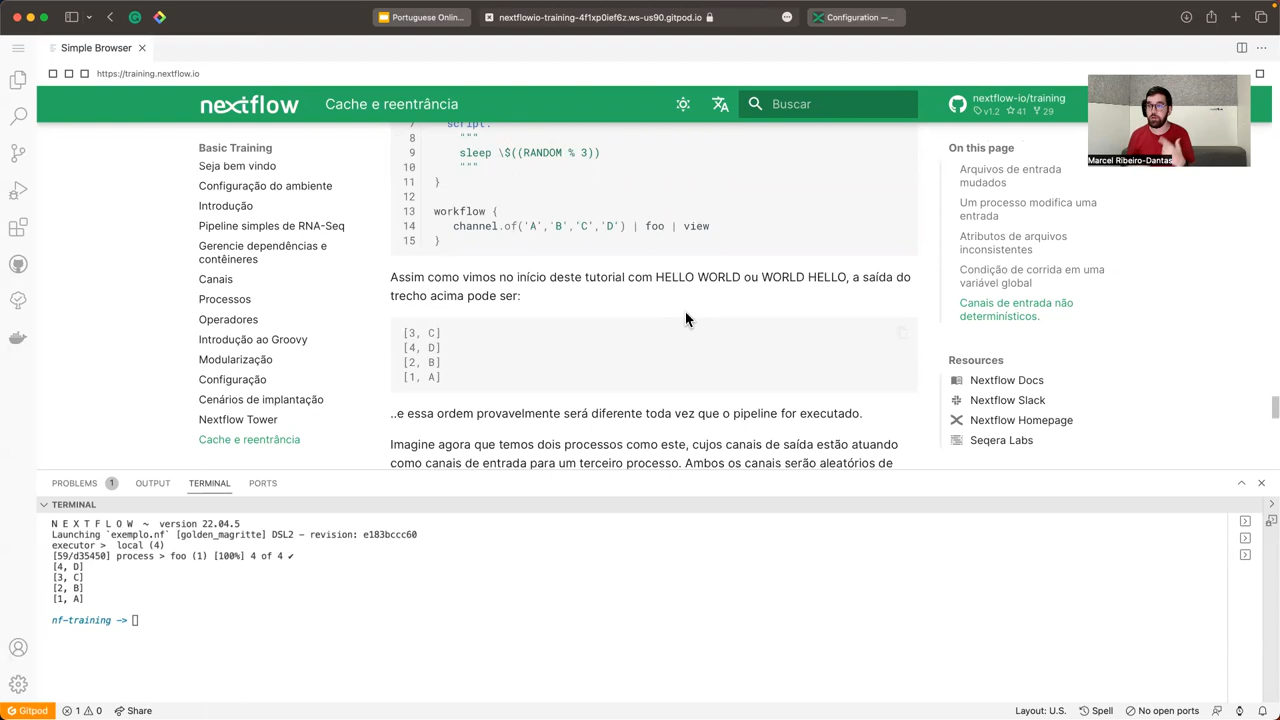 Portuguese Onlin...
nextflowio-training-4f1xp0ief6z.ws-us90.gitpod.io
Configuration —...
Simple Browser
https://training.nextflow.io
nextflow
Cache e reentrância
Buscar
nextflow-io/training
v1.2 41 29
Marcel Ribeiro-Dantas
Basic Training
Seja bem vindo
Configuração do ambiente
Introdução
Pipeline simples de RNA-Seq
Gerencie dependências e
contêineres
Canais
Processos
Operadores
Introdução ao Groovy
Modularização
Configuração
Cenários de implantação
Nextflow Tower
Cache e reentrância
7 script:
8 """
9 sleep \$((RANDOM % 3))
10 """
11 }
12
13 workflow {
14 channel.of('A','B','C','D') | foo | view
15 }
Assim como vimos no início deste tutorial com HELLO WORLD ou WORLD HELLO, a saída do
trecho acima pode ser:
[3, C]
[4, D]
[2, B]
[1, A]
..e essa ordem provavelmente será diferente toda vez que o pipeline for executado.
Imagine agora que temos dois processos como este, cujos canais de saída estão atuando
como canais de entrada para um terceiro processo. Ambos os canais serão aleatórios de
On this page
Arquivos de entrada
mudados
Um processo modifica uma
entrada
Atributos de arquivos
inconsistentes
Condição de corrida em uma
variável global
Canais de entrada não
determinísticos.
Resources
Nextflow Docs
Nextflow Slack
Nextflow Homepage
Seqera Labs
PROBLEMS 1 OUTPUT TERMINAL PORTS
TERMINAL
N E X T F L O W ~ version 22.04.5
Launching `exemplo.nf` [golden_magritte] DSL2 - revision: e183bccc60
executor > local (4)
[59/d35450] process > foo (1) [100%] 4 of 4 ✔
[4, D]
[3, C]
[2, B]
[1, A]
nf-training ->
Gitpod 1 0 Share
Layout: U.S. Spell No open ports